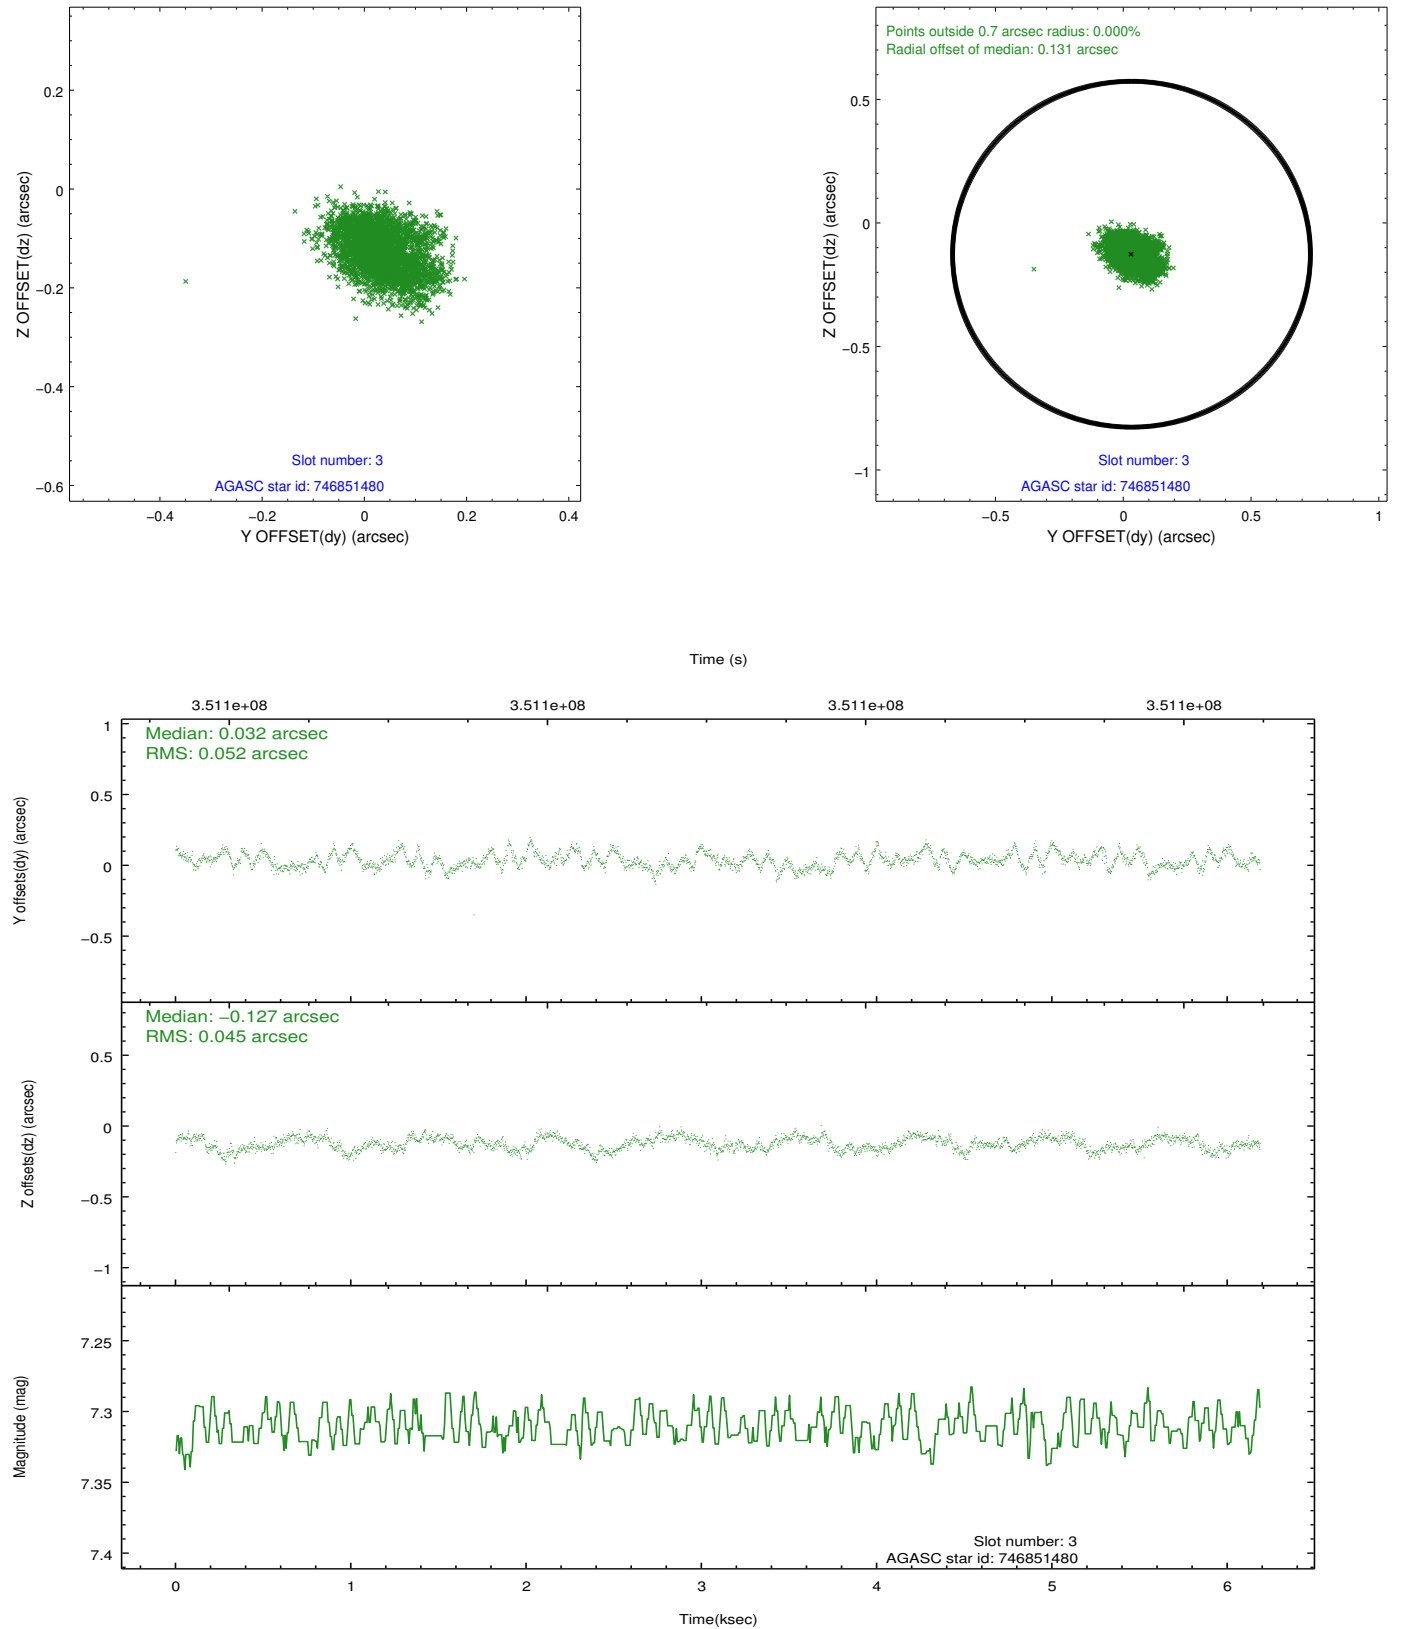 0.2
0
−0.2
−0.4
−0.6
Z OFFSET(dz) (arcsec)
Slot number: 3
AGASC star id: 746851480
−0.4
−0.2
0
0.2
0.4
Y OFFSET(dy) (arcsec)
Points outside 0.7 arcsec radius: 0.000%
Radial offset of median: 0.131 arcsec
0.5
0
−0.5
−1
Z OFFSET(dz) (arcsec)
Slot number: 3
AGASC star id: 746851480
−0.5
0
0.5
1
Y OFFSET(dy) (arcsec)
Time (s)
3.511e+08
3.511e+08
3.511e+08
3.511e+08
Median: 0.032 arcsec
RMS: 0.052 arcsec
1
0.5
0
−0.5
Y offsets(dy) (arcsec)
Median: −0.127 arcsec
RMS: 0.045 arcsec
0.5
0
−0.5
−1
Z offsets(dz) (arcsec)
7.25
7.3
7.35
7.4
Magnitude (mag)
Slot number: 3
AGASC star id: 746851480
0
1
2
3
4
5
6
Time(ksec)